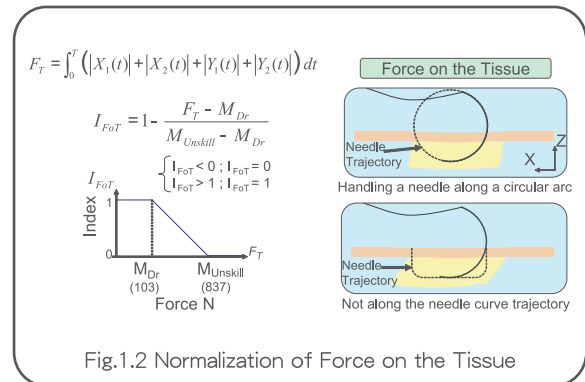 F_T = ∫_0^T (|X_1(t)| + |X_2(t)| + |Y_1(t)| + |Y_2(t)|) dt
I_FoT = 1 - (F_T - M_Dr) / (M_Unskill - M_Dr)
{ I_FoT < 0 ; I_FoT = 0
I_FoT > 1 ; I_FoT = 1
I_FoT
1
Index
0
F_T
M_Dr
M_Unskill
(103)
(837)
Force N
Force on the Tissue
Needle
Trajectory
Z
X
Handling a needle along a circular arc
Needle
Trajectory
Not along the needle curve trajectory
Fig.1.2 Normalization of Force on the Tissue